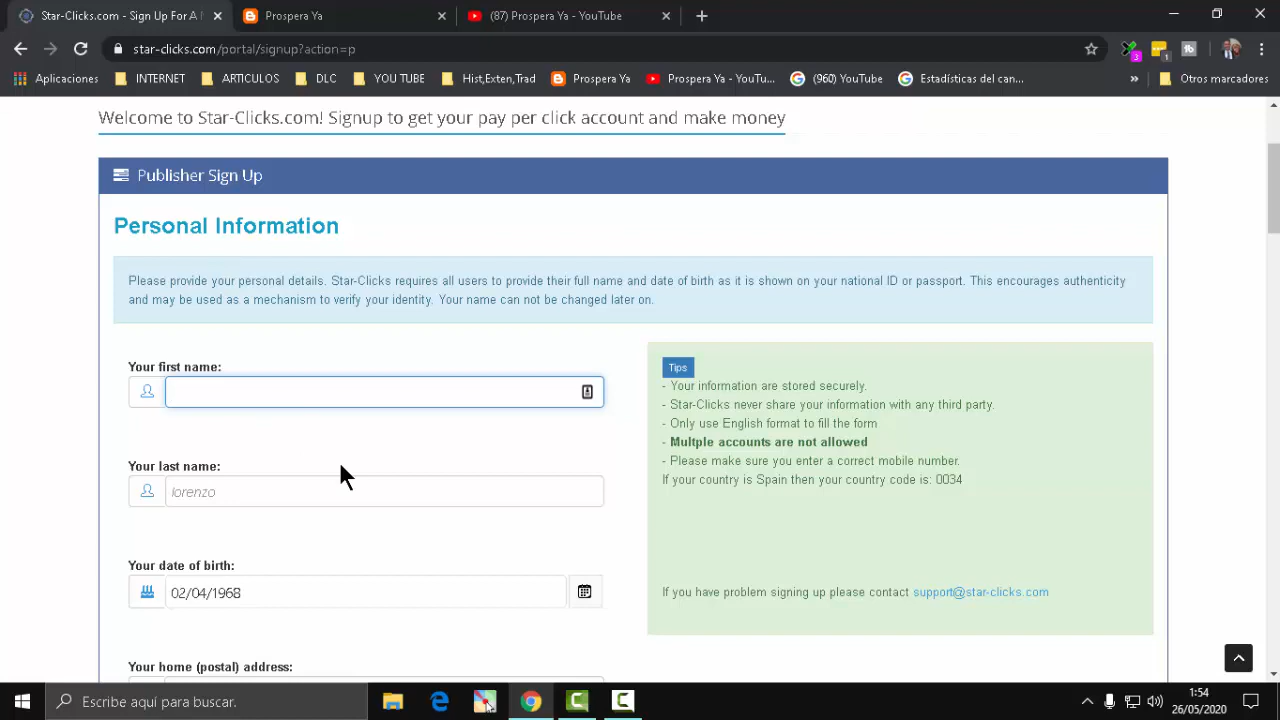 Star-Clicks.com - Sign Up For A
Prospera Ya
(87) Prospera Ya - YouTube
star-clicks.com/portal/signup?action=p
3
1
Aplicaciones
INTERNET
ARTICULOS
DLC
YOU TUBE
Hist,Exten,Trad
Prospera Ya
Prospera Ya - YouTu...
(960) YouTube
Estadísticas del can...
»
Otros marcadores
Welcome to Star-Clicks.com! Signup to get your pay per click account and make money
Publisher Sign Up
Personal Information
Please provide your personal details. Star-Clicks requires all users to provide their full name and date of birth as it is shown on your national ID or passport. This encourages authenticity
and may be used as a mechanism to verify your identity. Your name can not be changed later on.
Your first name:
Your last name:
lorenzo
Your date of birth:
02/04/1968
Your home (postal) address:
Tips
- Your information are stored securely.
- Star-Clicks never share your information with any third party.
- Only use English format to fill the form
- Multple accounts are not allowed
- Please make sure you enter a correct mobile number.
If your country is Spain then your country code is: 0034
If you have problem signing up please contact support@star-clicks.com
Escribe aquí para buscar.
1:54
26/05/2020